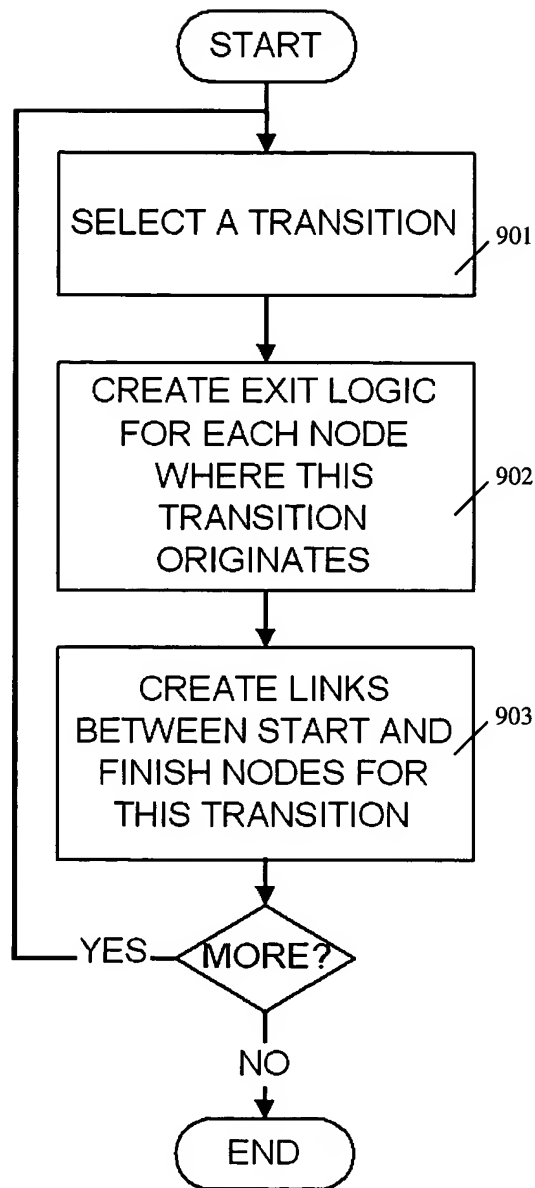 START
SELECT A TRANSITION
901
CREATE EXIT LOGIC
FOR EACH NODE
WHERE THIS
TRANSITION
ORIGINATES
902
CREATE LINKS
BETWEEN START AND
FINISH NODES FOR
THIS TRANSITION
903
YES
MORE?
NO
END